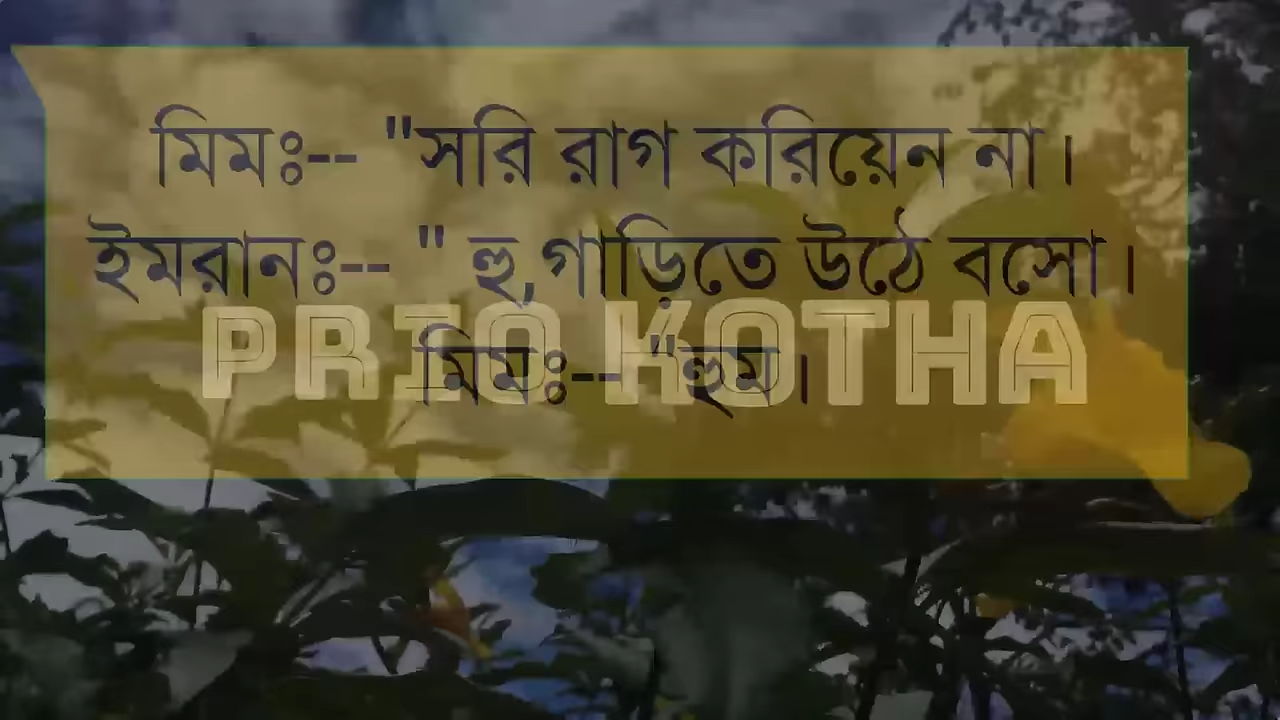 মিমঃ-- "সরি রাগ করিয়েন না।
ইমরানঃ-- " হু,গাড়িতে উঠে বসো।
PRIO KOTHA
মিমঃ-- "হুম।